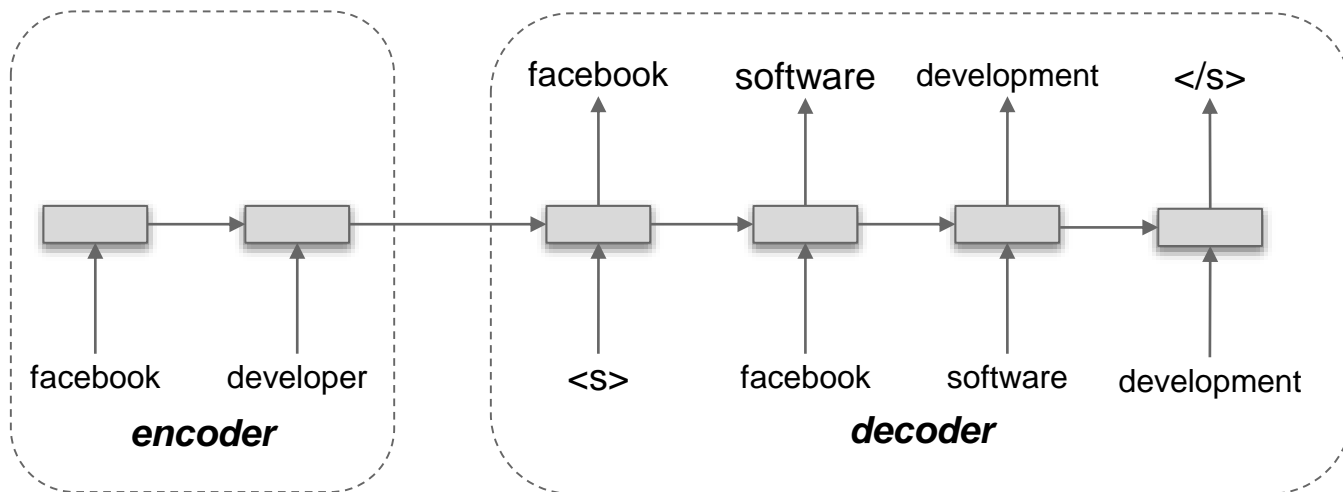 facebook software development </s>
facebook developer <s> facebook software development
encoder decoder